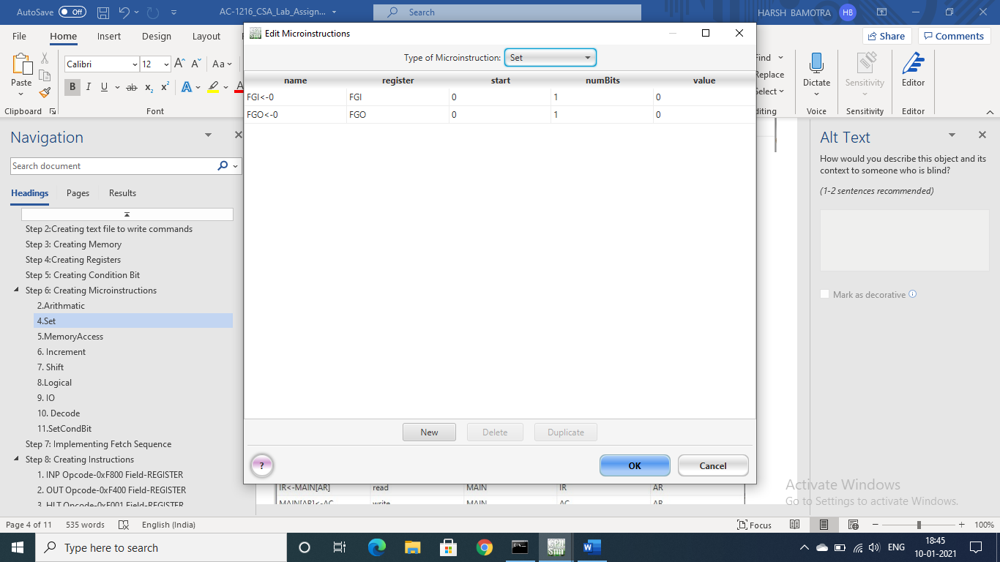 AutoSave Off AC-1216_CSA_Lab_Assign... Search HARSH BAMOTRA HB
File Home Insert Design Layout Share Comments
Paste Calibri 12 A A Aa
B I U ab x2 x2 A A
Clipboard Font
Find
Replace
Select
Dictate Sensitivity Editor
Voice Sensitivity Editor
Navigation
Search document
Headings Pages Results
Step 2:Creating text file to write commands
Step 3: Creating Memory
Step 4:Creating Registers
Step 5: Creating Condition Bit
Step 6: Creating Microinstructions
2.Arithmatic
4.Set
5.MemoryAccess
6. Increment
7. Shift
8.Logical
9. IO
10. Decode
11.SetCondBit
Step 7: Implementing Fetch Sequence
Step 8: Creating Instructions
1. INP Opcode-0xF800 Field-REGISTER
2. OUT Opcode-0xF400 Field-REGISTER
3. HLT Opcode-0xF001 Field-REGISTER
Edit Microinstructions
Type of Microinstruction: Set
name register start numBits value
FGI<-0 FGI 0 1 0
FGO<-0 FGO 0 1 0
New Delete Duplicate
? OK Cancel
IR<-MAIN[AR] read MAIN IR AR
MAIN[AR]<-AC write MAIN AC AR
Alt Text
How would you describe this object and its
context to someone who is blind?
(1-2 sentences recommended)
Mark as decorative
Activate Windows
Go to Settings to activate Windows.
Page 4 of 11 535 words English (India) Focus 100%
Type here to search ENG 18:45
10-01-2021